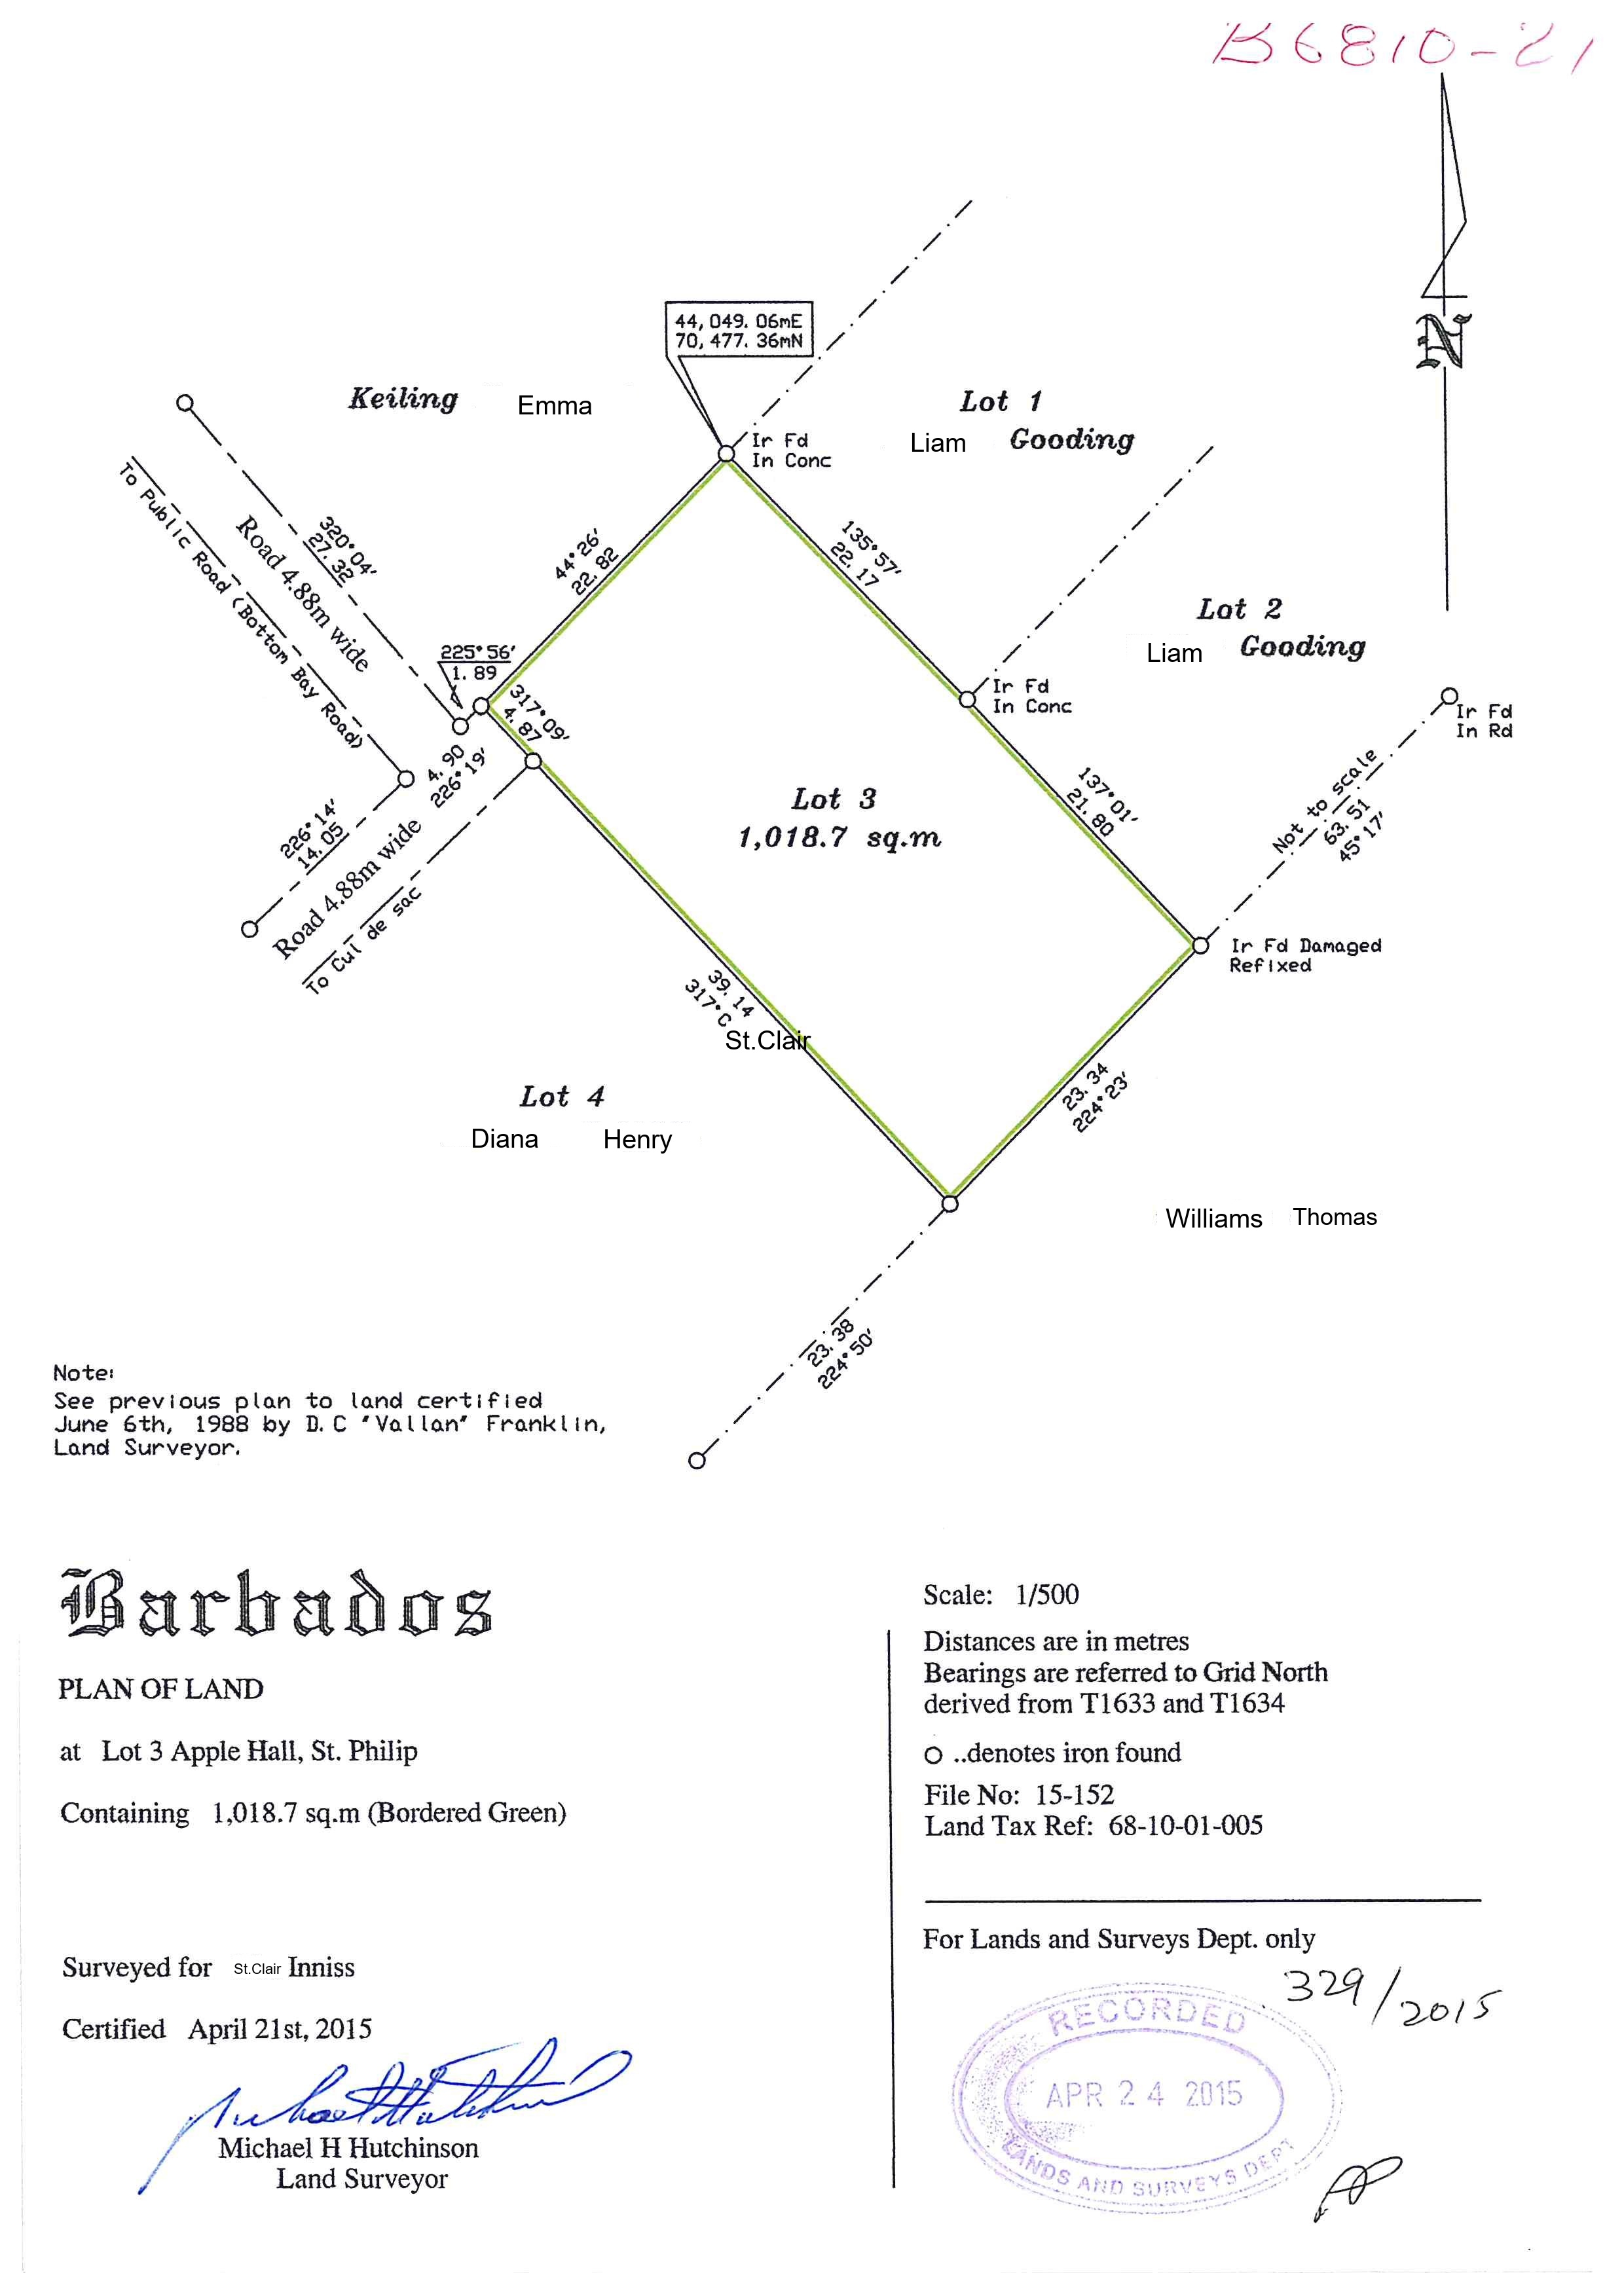 B6810-21
44,049.06mE
70,477.36mN
Keiling Emma
Lot 1
Liam Gooding
Ir Fd
In Conc
To Public Road (Bottom Bay Road)
Road 4.88m wide
320°04'
27.32
44°26'
22.82
135°57'
22.17
Lot 2
Liam Gooding
225°56'
1.89
317°09'
4.87
Ir Fd
In Conc
Ir Fd
In Rd
4.90
226°19'
226°14'
14.05
Road 4.88m wide
To Cul de sac
Lot 3
1,018.7 sq.m
137°01'
21.80
Not to scale
63.51
45°17'
Ir Fd Damaged
Refixed
39.14
317°
St.Clair
23.34
224°23'
Lot 4
Diana Henry
Williams Thomas
23.38
224°50'
Note:
See previous plan to land certified
June 6th, 1988 by D.C "Vallan" Franklin,
Land Surveyor.
Barbados
PLAN OF LAND
at Lot 3 Apple Hall, St. Philip
Containing 1,018.7 sq.m (Bordered Green)
Surveyed for St.Clair Inniss
Certified April 21st, 2015
Michael H Hutchinson
Land Surveyor
Scale: 1/500
Distances are in metres
Bearings are referred to Grid North
derived from T1633 and T1634
O ..denotes iron found
File No: 15-152
Land Tax Ref: 68-10-01-005
For Lands and Surveys Dept. only
329/2015
RECORDED
APR 24 2015
LANDS AND SURVEYS DEPT
N